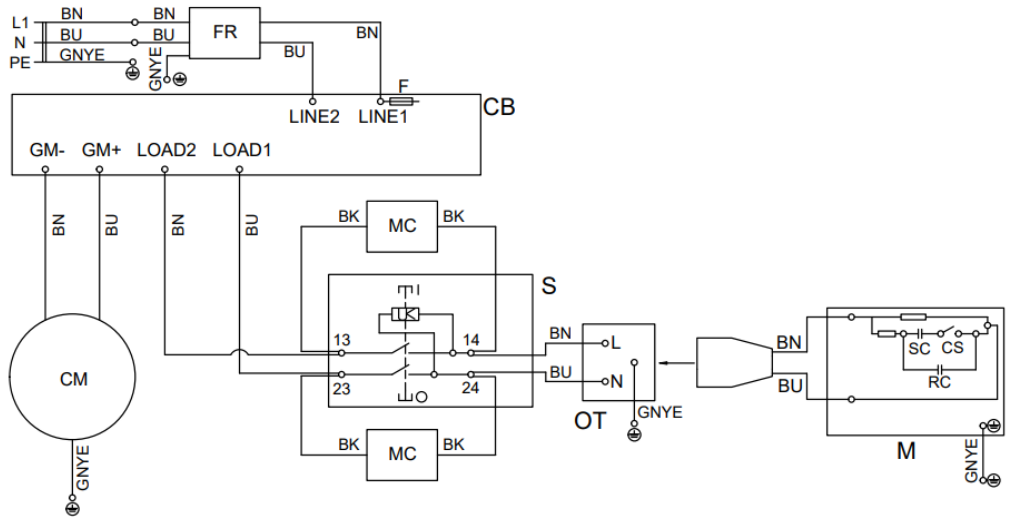 L1 BN BN
N BU BU
PE GNYE
GNYE
FR
BN
BU
F
LINE2 LINE1
CB
GM- GM+ LOAD2 LOAD1
BN BU BN BU
BK MC BK
S
I
U<
13 14
23 24
O
BN
BU
L
N
OT
GNYE
BK MC BK
CM
GNYE
BN
BU
SC CS
RC
M
GNYE